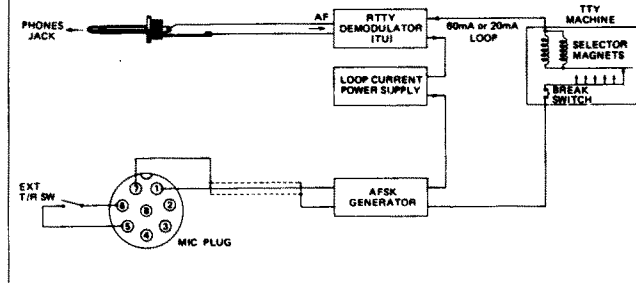 PHONES
JACK
AF
RTTY
DEMODULATOR
(TU)
60mA or 20mA
LOOP
TTY
MACHINE
SELECTOR
MAGNETS
BREAK
SWITCH
LOOP CURRENT
POWER SUPPLY
EXT
T/R SW
7
1
6
8
2
5
4
3
MIC PLUG
AFSK
GENERATOR